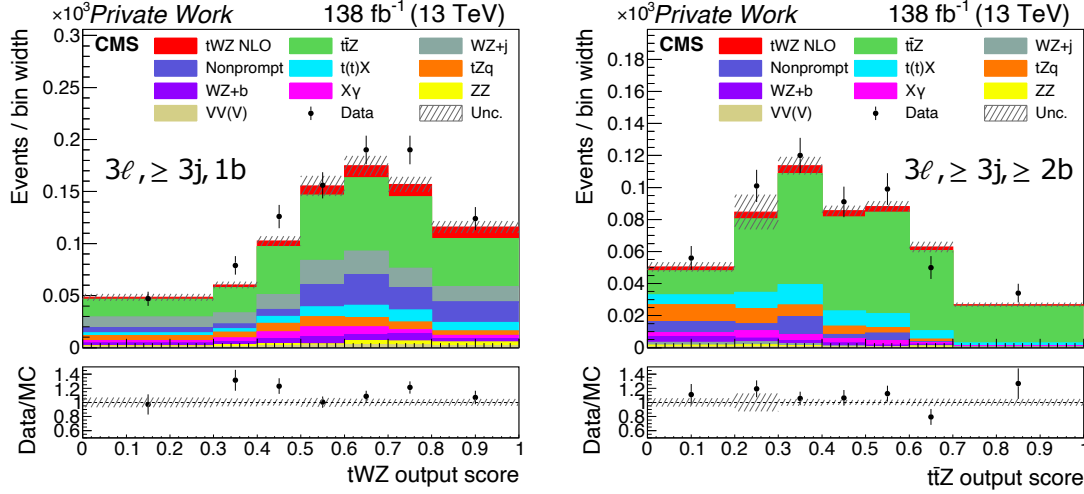 ×10³ Private Work 138 fb⁻¹ (13 TeV)
Events / bin width
0.3
0.25
0.2
0.15
0.1
0.05
0
CMS tWZ NLO tt̄Z WZ+j
Nonprompt t(t)X tZq
WZ+b Xγ ZZ
VV(V) Data Unc.
3ℓ, ≥ 3j, 1b
Data/MC
1.4
1.2
1
0.8
0.6
0 0.1 0.2 0.3 0.4 0.5 0.6 0.7 0.8 0.9 1
tWZ output score
×10³ Private Work 138 fb⁻¹ (13 TeV)
Events / bin width
0.18
0.16
0.14
0.12
0.1
0.08
0.06
0.04
0.02
0
CMS tWZ NLO tt̄Z WZ+j
Nonprompt t(t)X tZq
WZ+b Xγ ZZ
VV(V) Data Unc.
3ℓ, ≥ 3j, ≥ 2b
Data/MC
1.4
1.2
1
0.8
0.6
0 0.1 0.2 0.3 0.4 0.5 0.6 0.7 0.8 0.9 1
tt̄Z output score